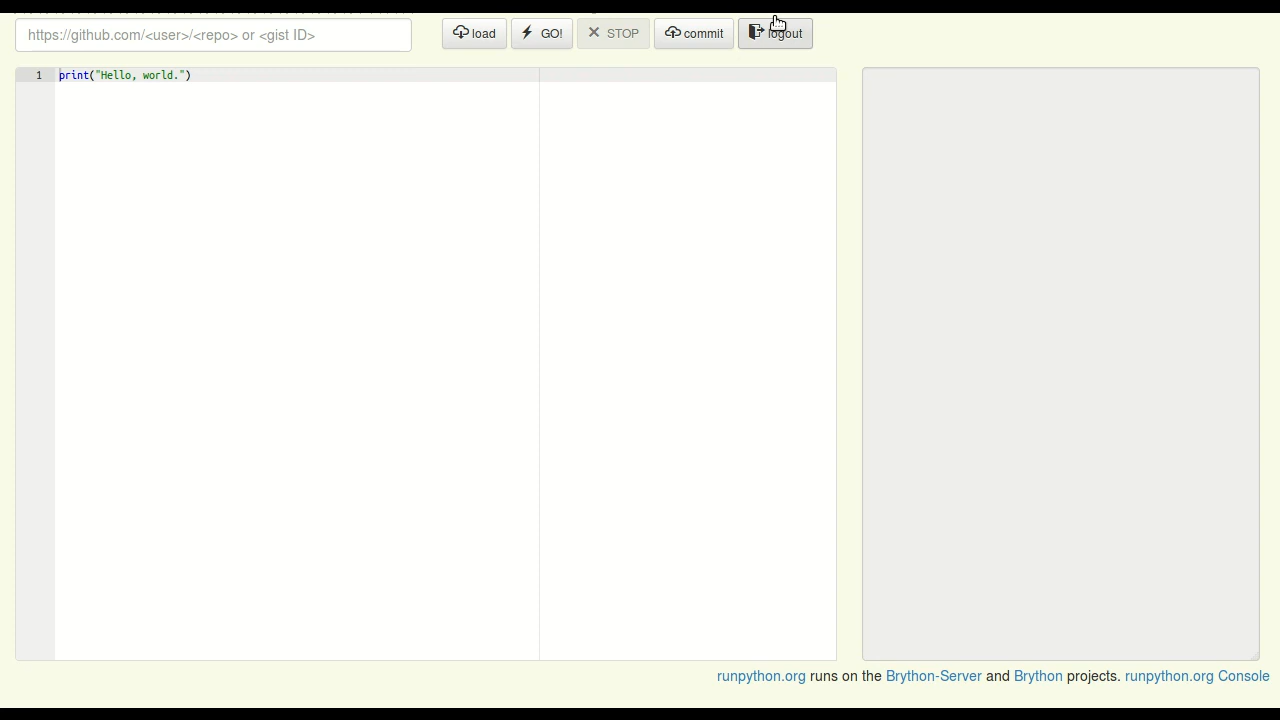 https://github.com/<user>/<repo> or <gist ID> load GO! STOP commit logout
1 print("Hello, world.")
runpython.org runs on the Brython-Server and Brython projects. runpython.org Console